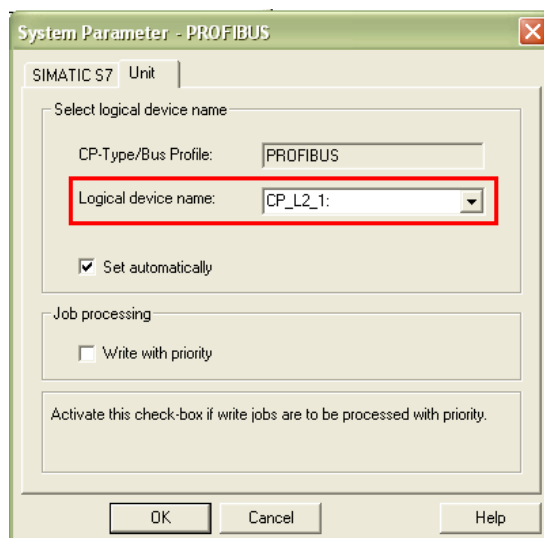 System Parameter - PROFIBUS
SIMATIC S7 Unit
Select logical device name
CP-Type/Bus Profile: PROFIBUS
Logical device name: CP_L2_1:
Set automatically
Job processing
Write with priority
Activate this check-box if write jobs are to be processed with priority.
OK Cancel Help